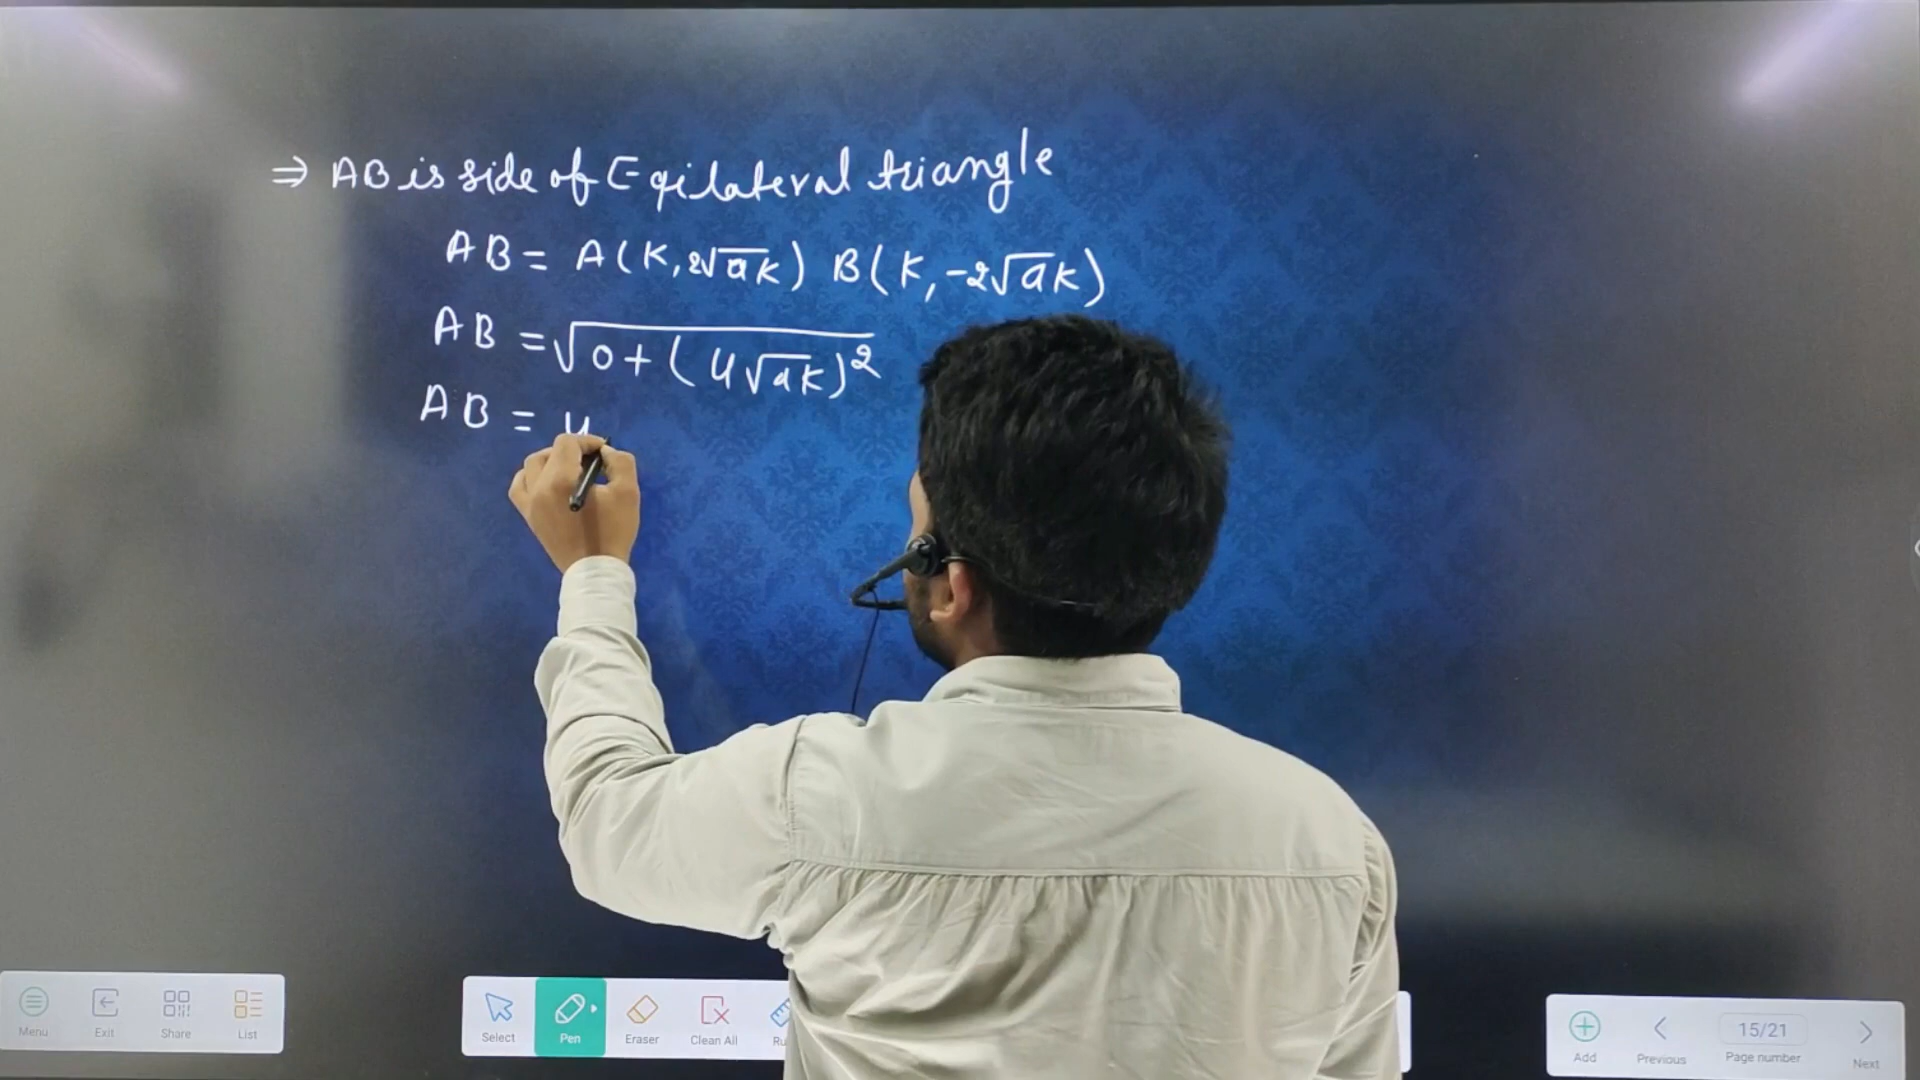 ⇒ AB is side of Eqilateral triangle
AB = A(K, 2√ak) B(K, -2√ak)
AB = √0 + (4√ak)²
AB = 4
Menu
Exit
Share
List
Select
Pen
Eraser
Clean All
Add
Previous
15/21
Page number
Next